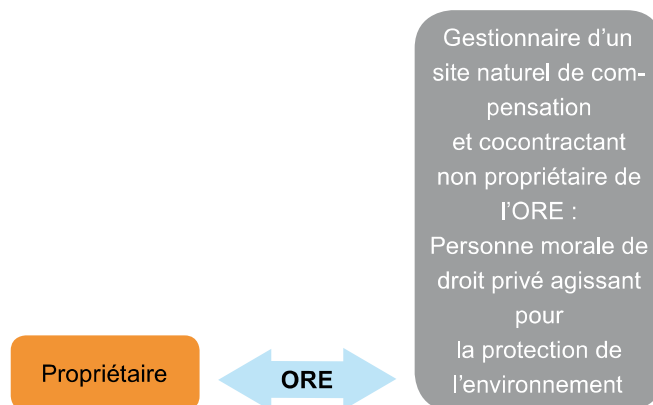 Gestionnaire d'un
site naturel de com-
pensation
et cocontractant
non propriétaire de
l'ORE :
Personne morale de
droit privé agissant
pour
la protection de
l'environnement
Propriétaire
ORE